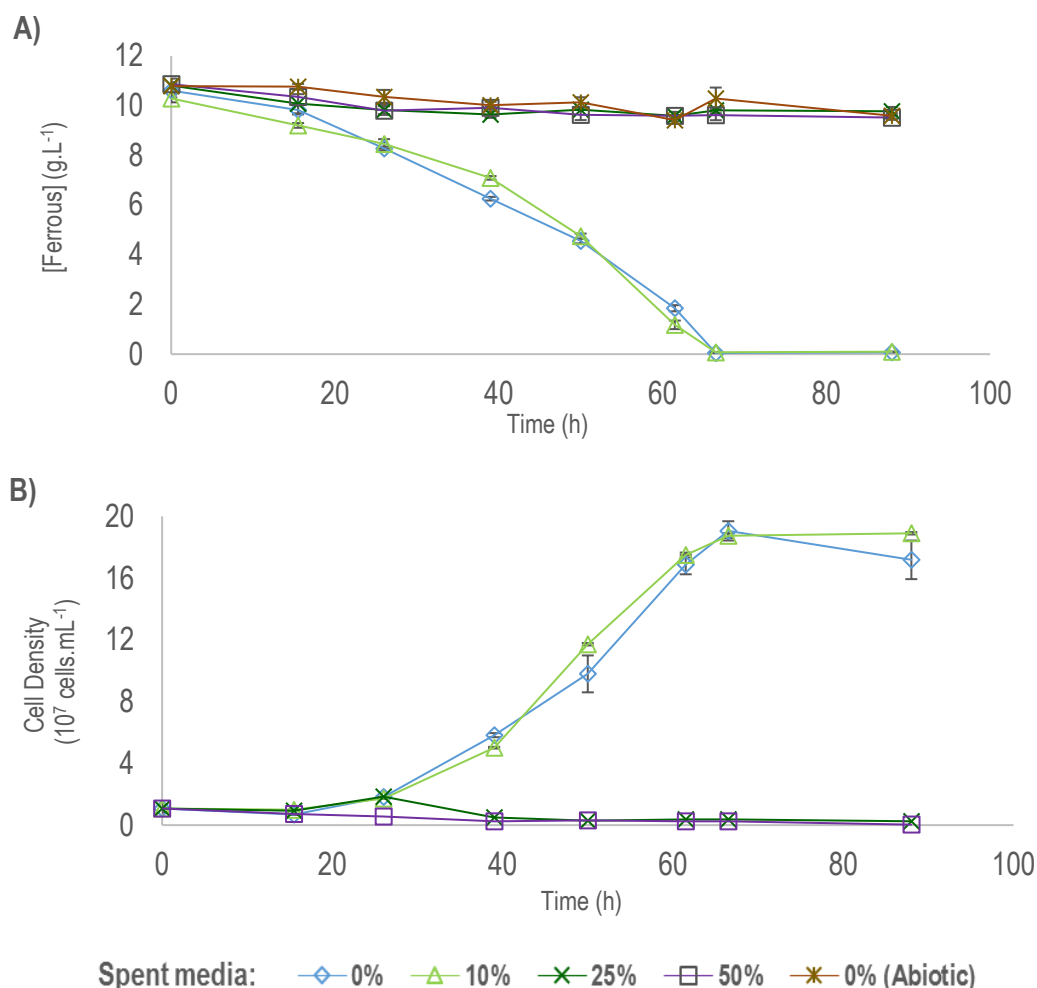 A)
12
10
8
6
4
2
0
[Ferrous] (g.L-1)
0 20 40 60 80 100
Time (h)
B)
20
16
12
8
4
0
Cell Density
(10⁷ cells.mL⁻¹)
0 20 40 60 80 100
Time (h)
Spent media: 0% 10% 25% 50% 0% (Abiotic)